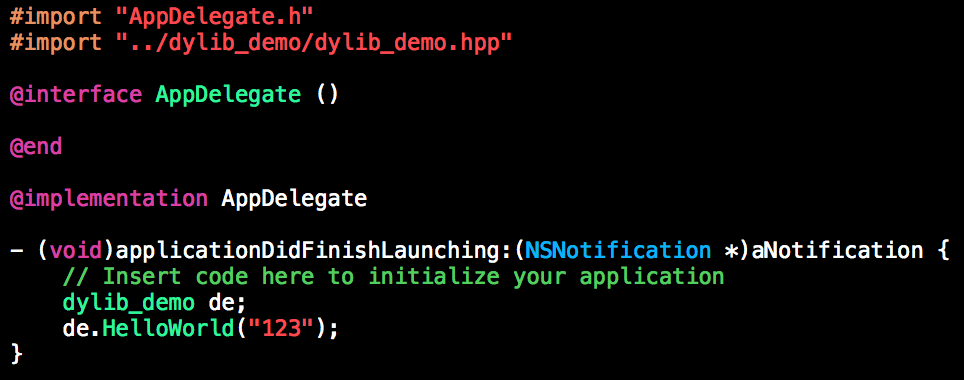 #import "AppDelegate.h"
#import "../dylib_demo/dylib_demo.hpp"
@interface AppDelegate ()
@end
@implementation AppDelegate
- (void)applicationDidFinishLaunching:(NSNotification *)aNotification {
// Insert code here to initialize your application
dylib_demo de;
de.HelloWorld("123");
}